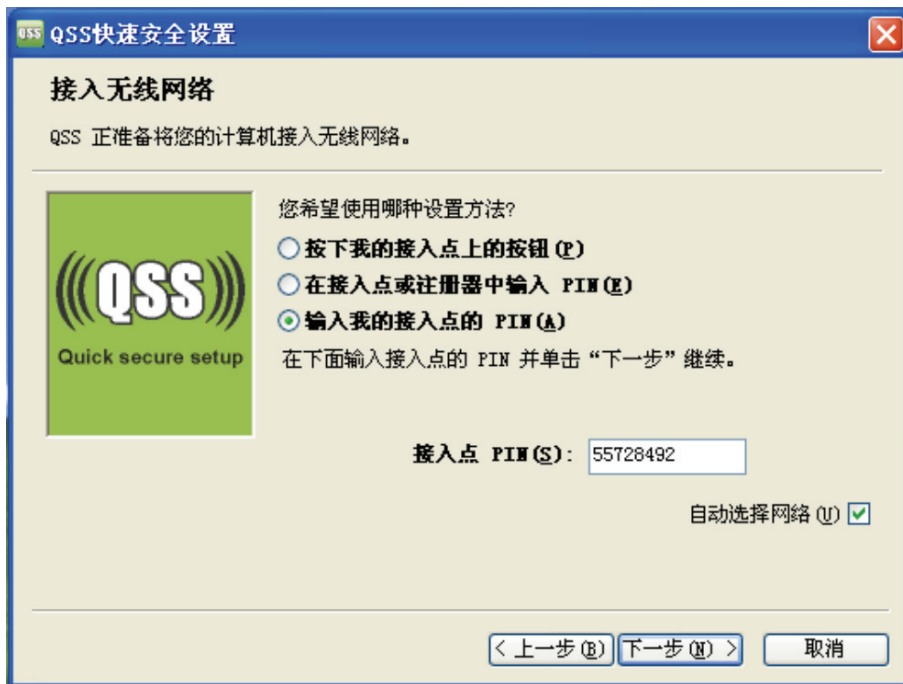 QSS QSS快速安全设置
接入无线网络
QSS 正准备将您的计算机接入无线网络。
QSS
Quick secure setup
您希望使用哪种设置方法?
按下我的接入点上的按钮(P)
在接入点或注册器中输入 PIN(E)
输入我的接入点的 PIN(A)
在下面输入接入点的 PIN 并单击“下一步”继续。
接入点 PIN(S): 55728492
自动选择网络(U)
< 上一步(B) 下一步(N) > 取消